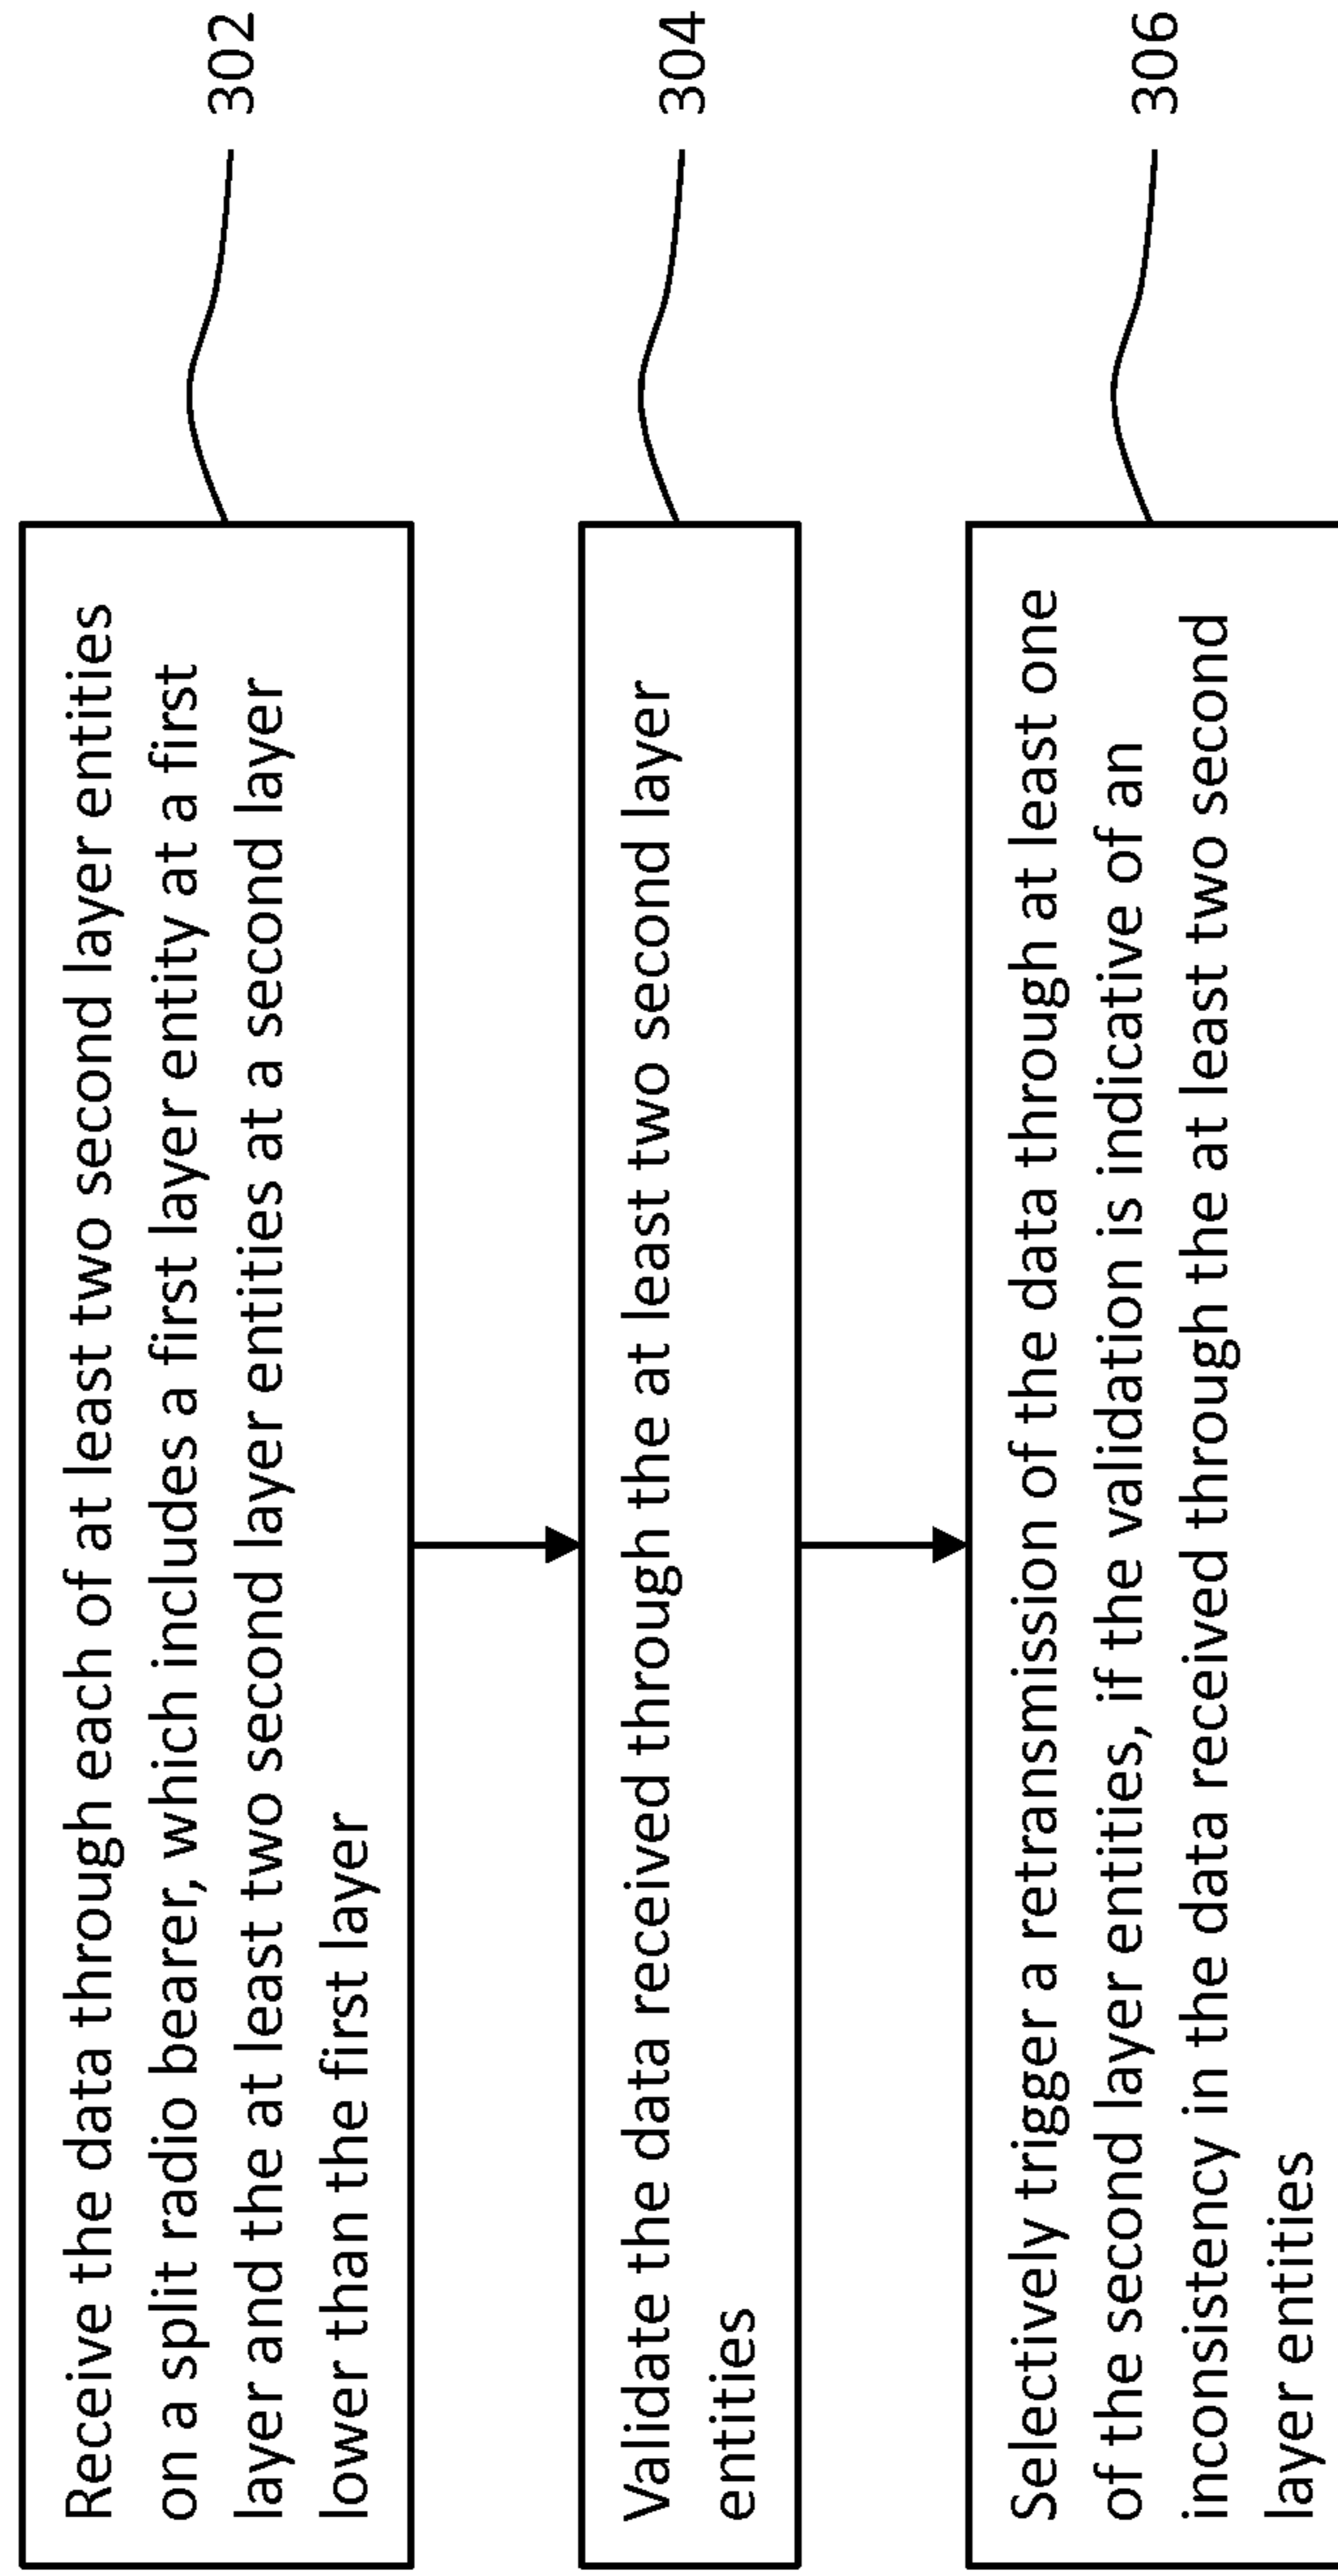 Receive the data through each of at least two second layer entities
on a split radio bearer, which includes a first layer entity at a first
layer and the at least two second layer entities at a second layer
lower than the first layer
302
Validate the data received through the at least two second layer
entities
304
Selectively trigger a retransmission of the data through at least one
of the second layer entities, if the validation is indicative of an
inconsistency in the data received through the at least two second
layer entities
306